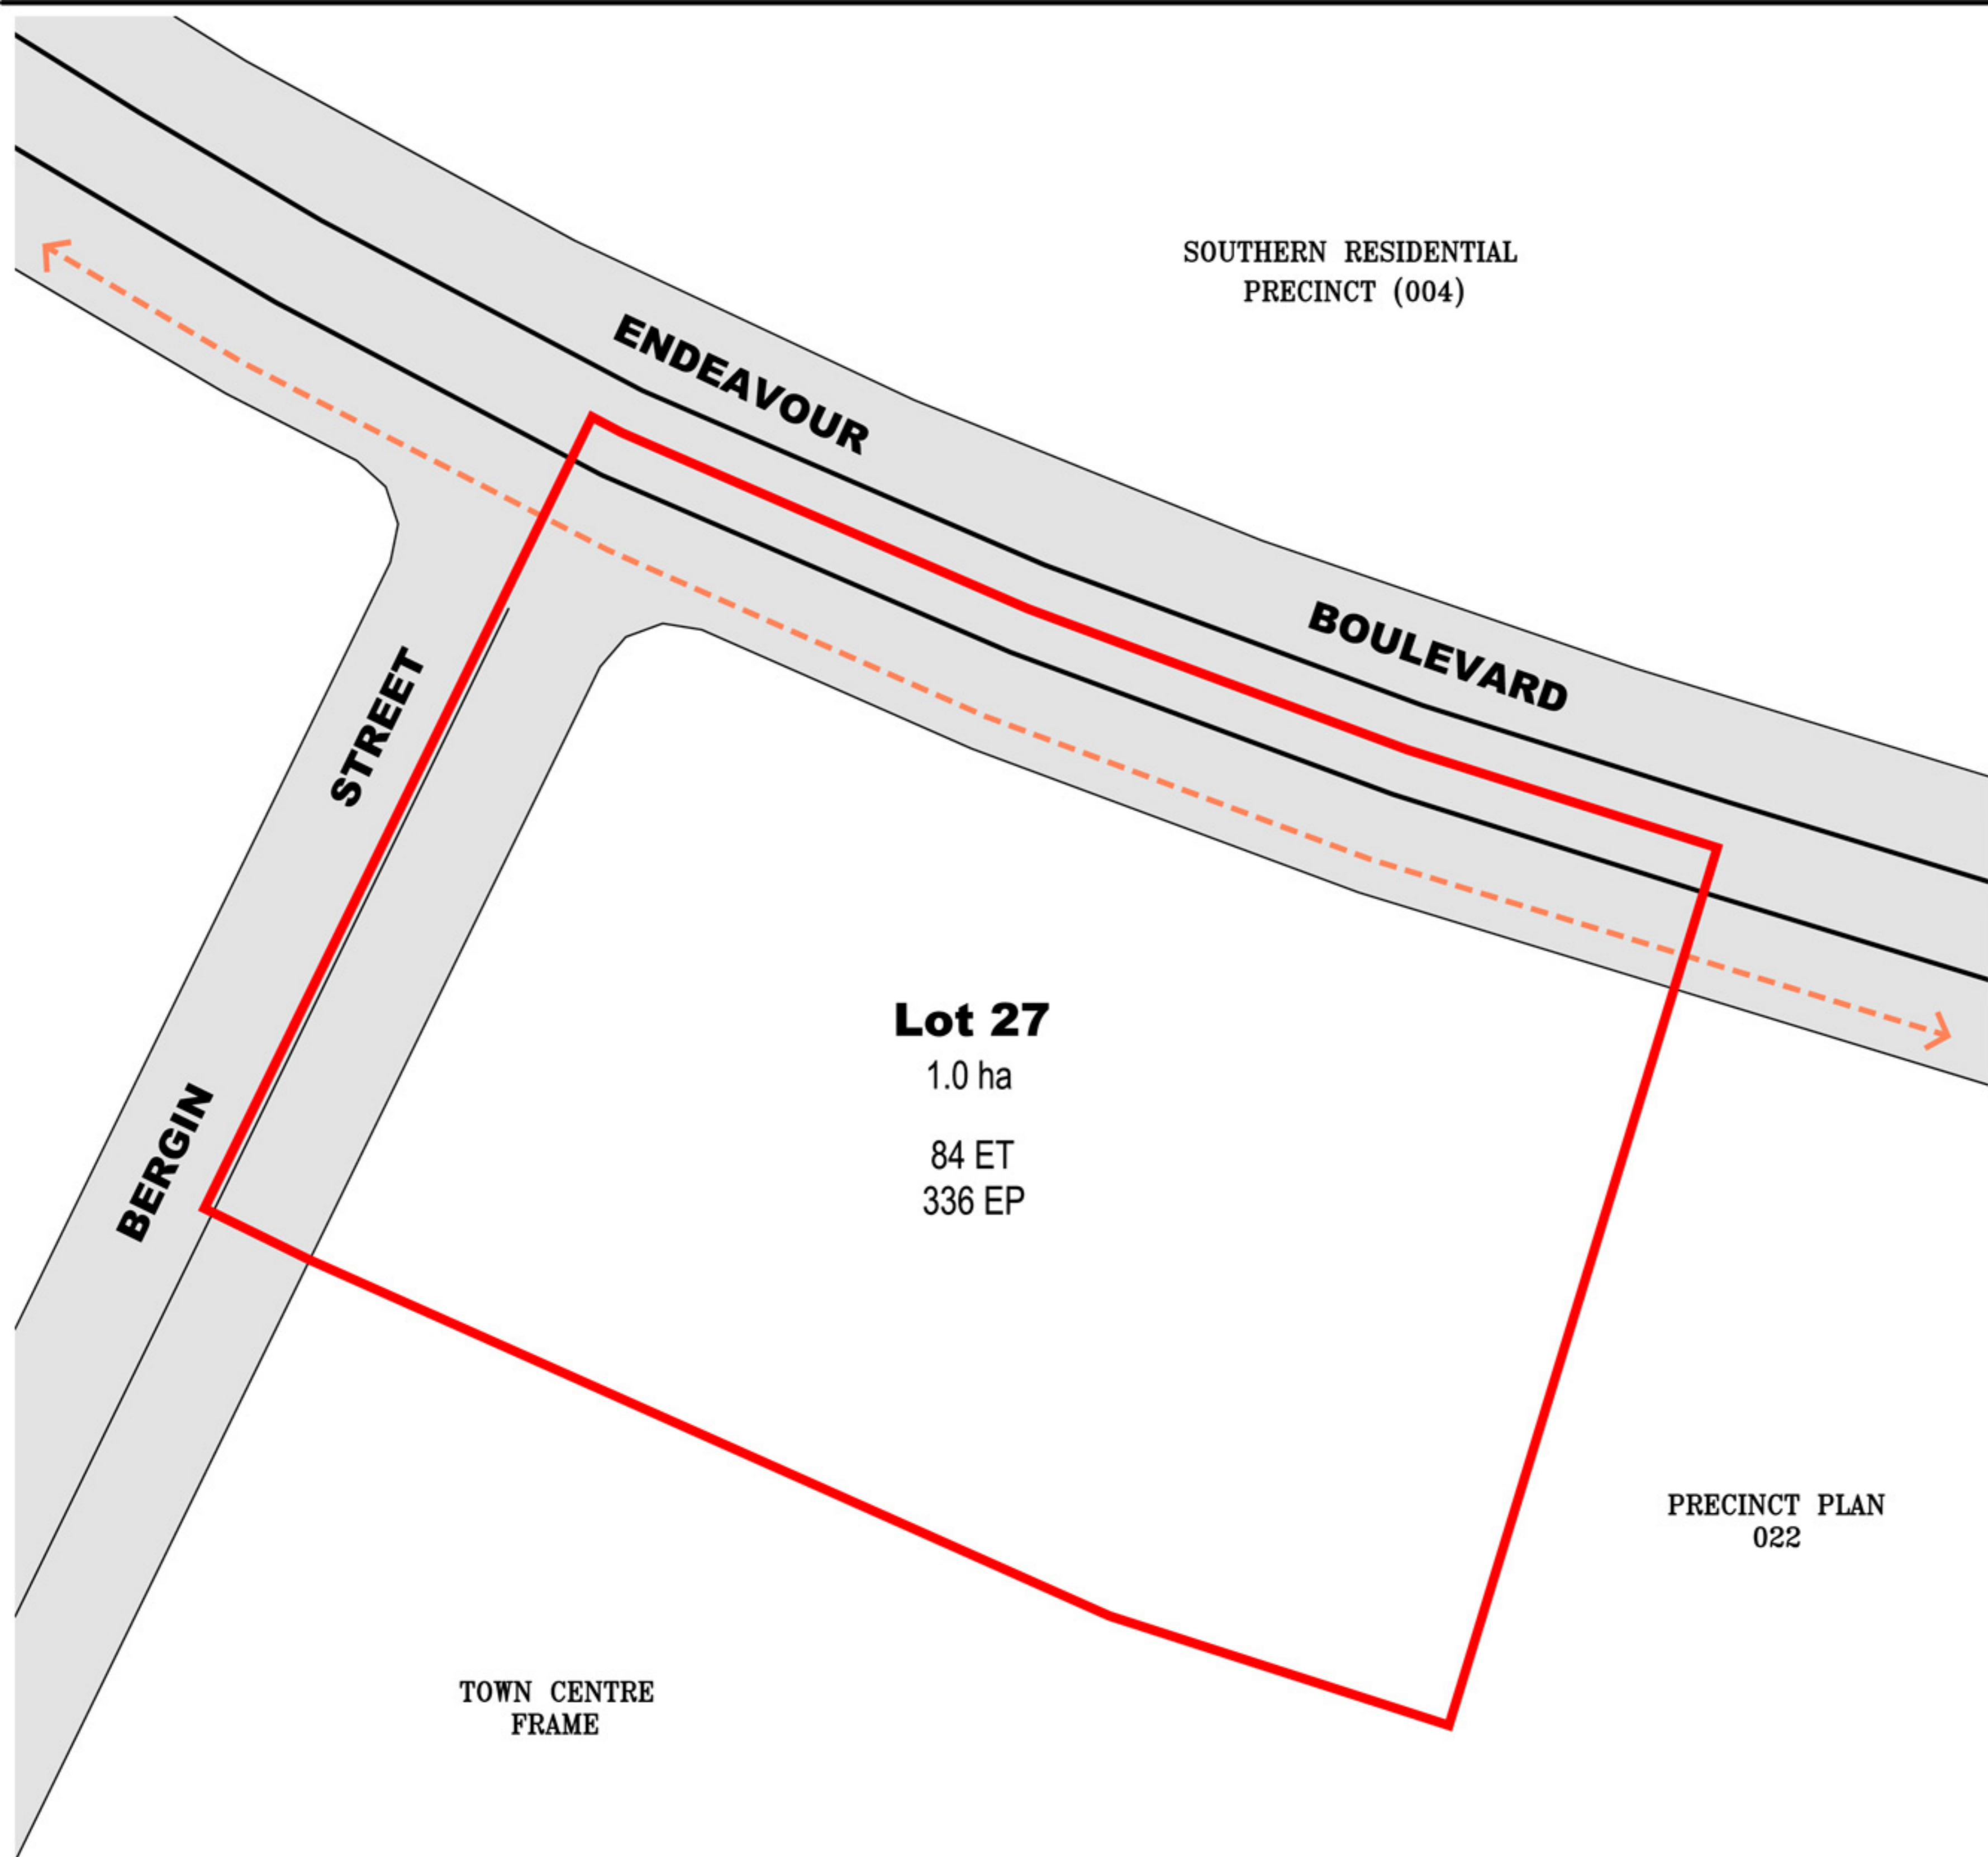 SOUTHERN RESIDENTIAL
PRECINCT (004)
ENDEAVOUR
BOULEVARD
STREET
BERGIN
Lot 27
1.0 ha
84 ET
336 EP
PRECINCT PLAN
022
TOWN CENTRE
FRAME